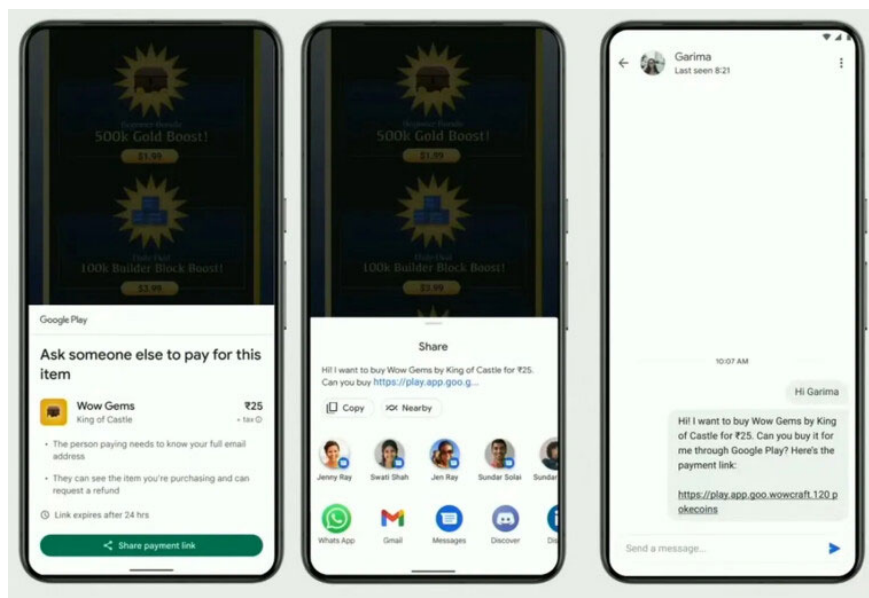 Beginner Bundle
500k Gold Boost!
$1.99
Daily Deal
100k Builder Block Boost!
$3.99
Google Play
Ask someone else to pay for this
item
Wow Gems ₹25
King of Castle + tax
• The person paying needs to know your full email
address
• They can see the item you're purchasing and can
request a refund
Link expires after 24 hrs
Share payment link
500k Gold Boost!
$1.99
Daily Deal
100k Builder Block Boost!
$3.99
Share
Hi! I want to buy Wow Gems by King of Castle for ₹25.
Can you buy https://play.app.goo.g...
Copy Nearby
Jenny Ray Swati Shah Jen Ray Sundar Solai Sundar
Whats App Gmail Messages Discover
Garima
Last seen 8:21
10:07 AM
Hi Garima
Hi! I want to buy Wow Gems by King
of Castle for ₹25. Can you buy it for
me through Google Play? Here's the
payment link:
https://play.app.goo.wowcraft.120 p
okecoins
Send a message...